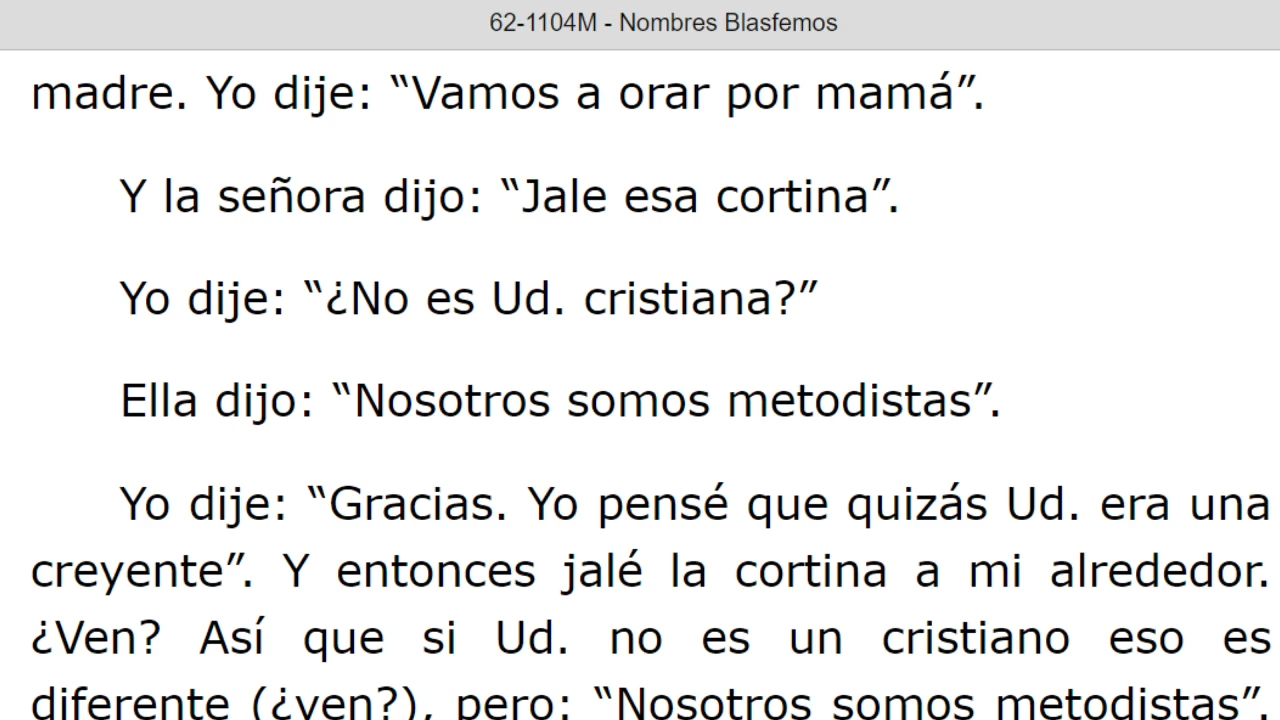 62-1104M - Nombres Blasfemos
madre. Yo dije: “Vamos a orar por mamá”.
Y la señora dijo: “Jale esa cortina”.
Yo dije: “¿No es Ud. cristiana?”
Ella dijo: “Nosotros somos metodistas”.
Yo dije: “Gracias. Yo pensé que quizás Ud. era una
creyente”. Y entonces jalé la cortina a mi alrededor.
¿Ven? Así que si Ud. no es un cristiano eso es
diferente (¿ven?), pero: “Nosotros somos metodistas”.